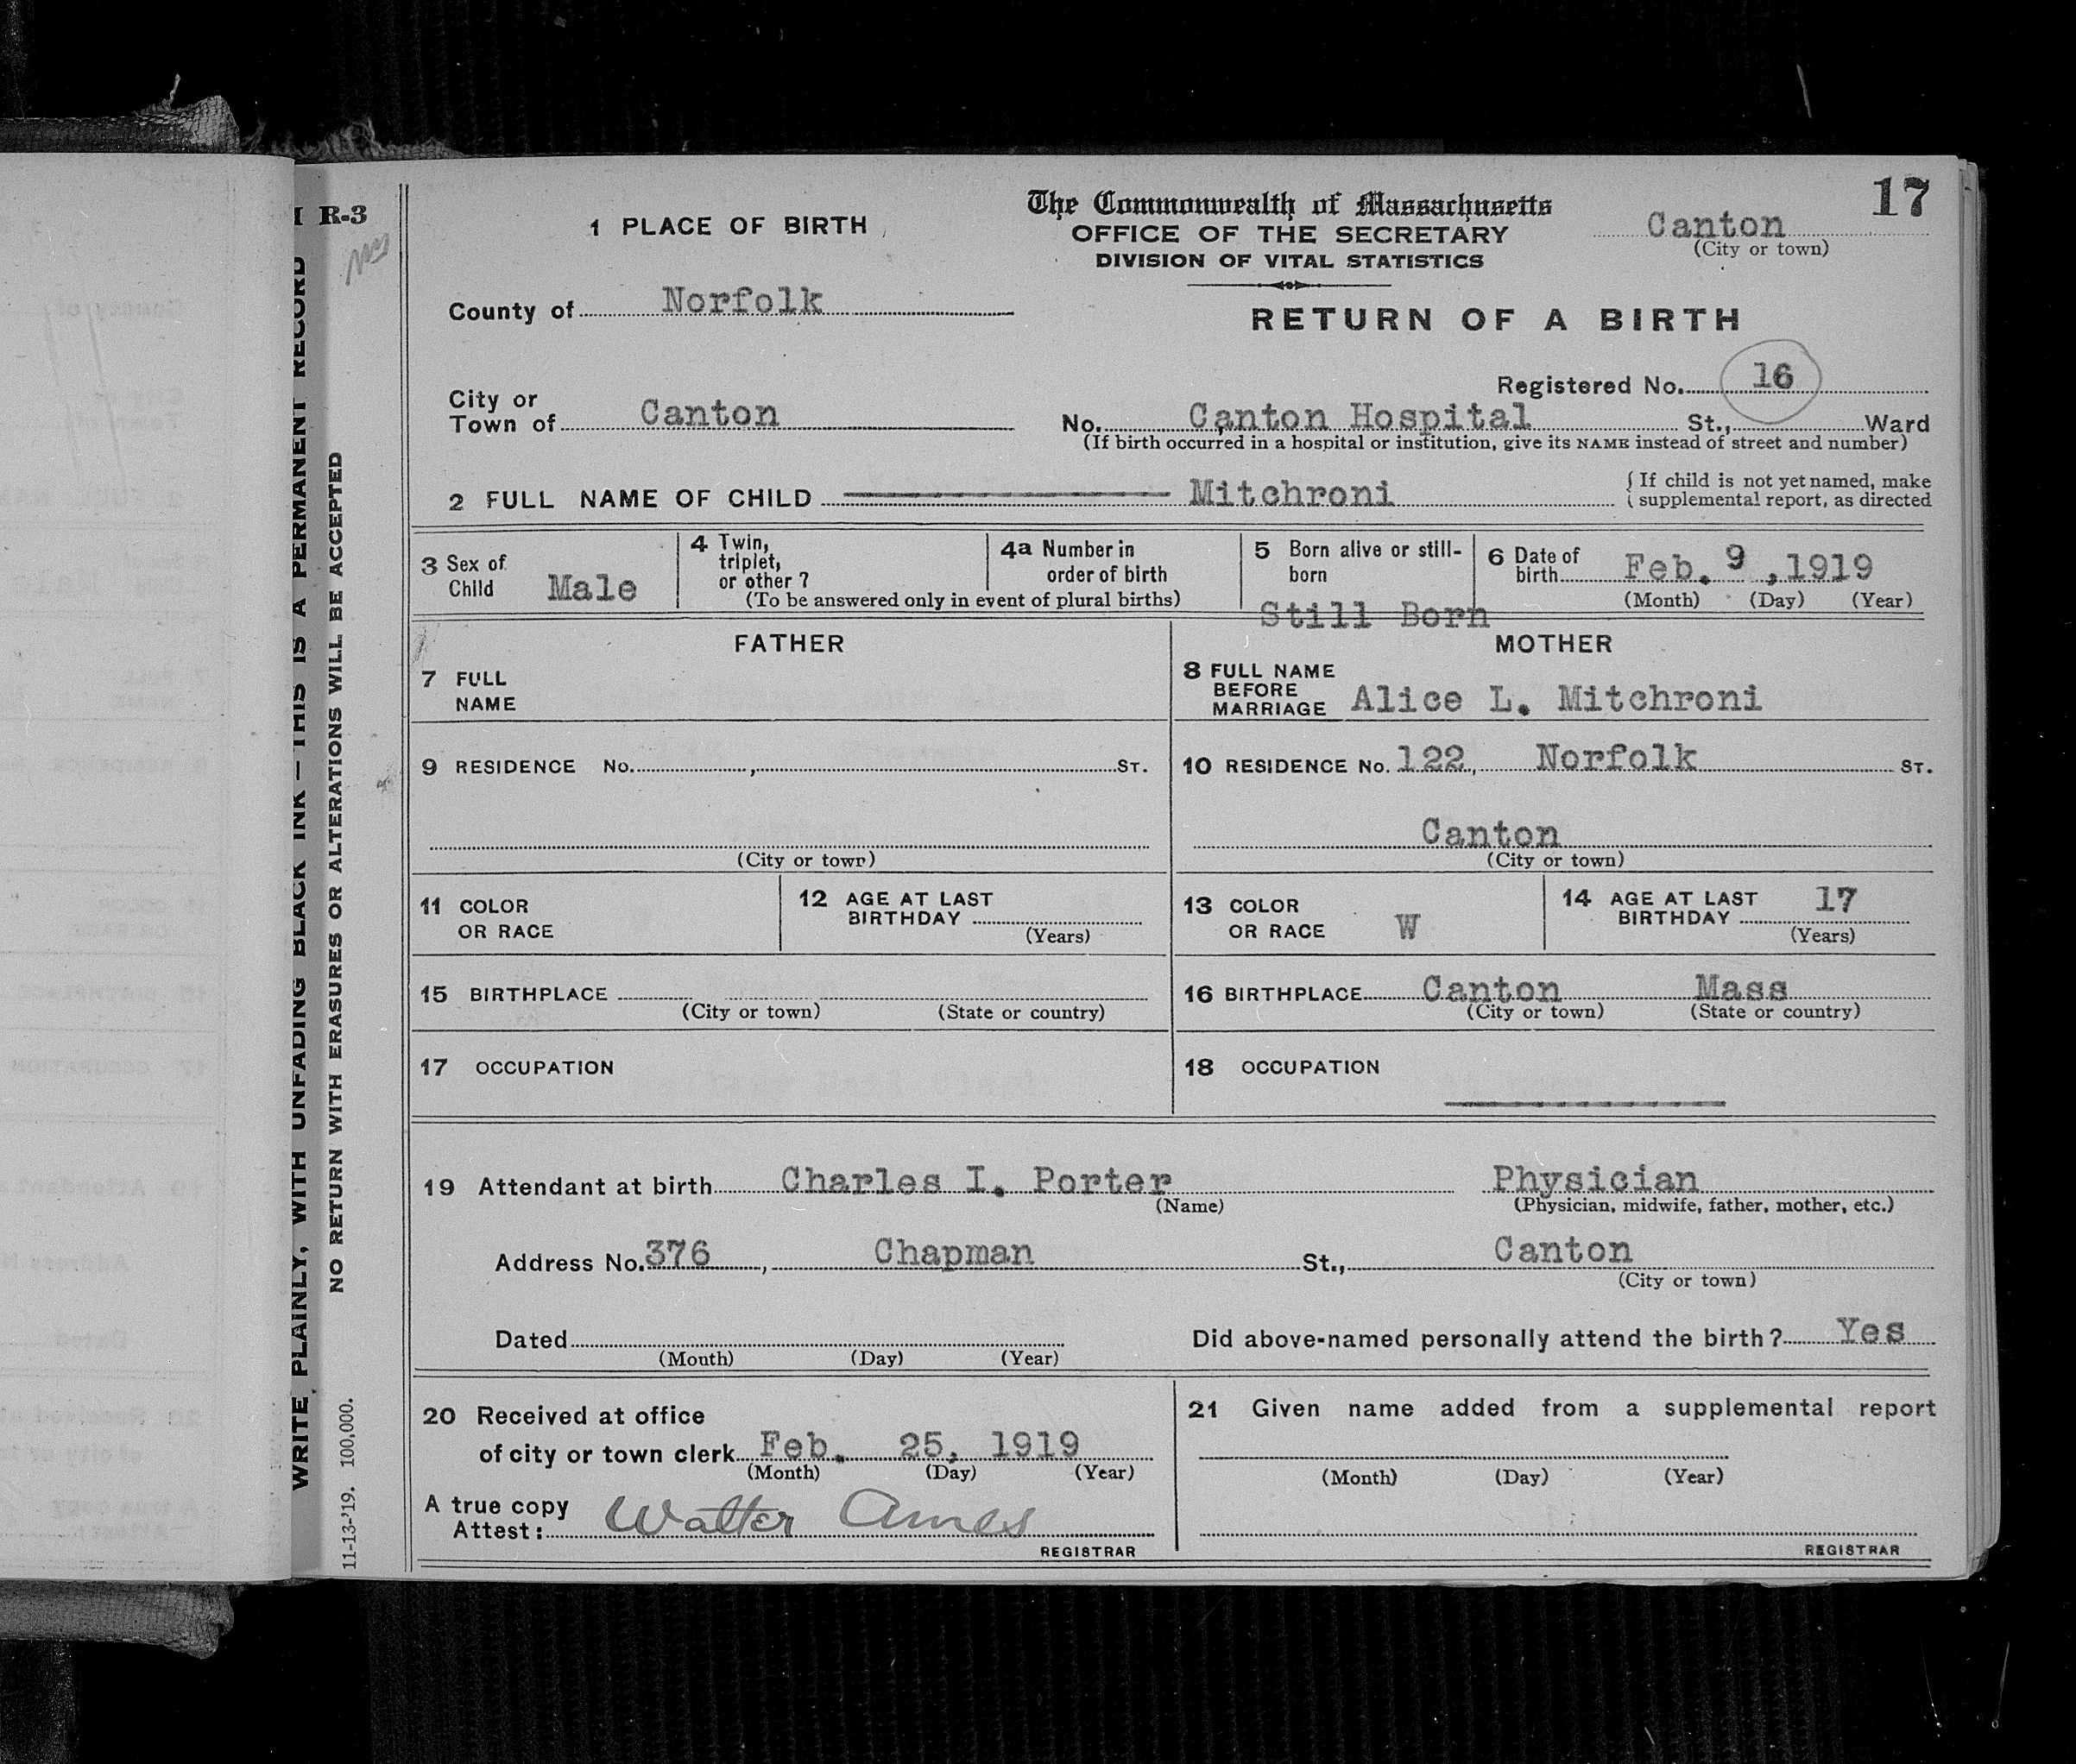 17
R-3
The Commonwealth of Massachusetts
OFFICE OF THE SECRETARY
DIVISION OF VITAL STATISTICS
Canton
(City or town)
1 PLACE OF BIRTH
County of Norfolk
RETURN OF A BIRTH
Registered No. 16
City or
Town of Canton
No. Canton Hospital St., Ward
(If birth occurred in a hospital or institution, give its NAME instead of street and number)
2 FULL NAME OF CHILD Mitchroni
{ If child is not yet named, make
supplemental report, as directed
3 Sex of
Child Male
4 Twin,
triplet,
or other ?
4a Number in
order of birth
(To be answered only in event of plural births)
5 Born alive or still-
born
Still Born
6 Date of
birth Feb. 9, 1919
(Month) (Day) (Year)
FATHER
7 FULL
NAME
9 RESIDENCE No. , ST.
(City or town)
11 COLOR
OR RACE
12 AGE AT LAST
BIRTHDAY
(Years)
15 BIRTHPLACE
(City or town) (State or country)
17 OCCUPATION
MOTHER
8 FULL NAME
BEFORE
MARRIAGE Alice L. Mitchroni
10 RESIDENCE No. 122, Norfolk ST.
Canton
(City or town)
13 COLOR
OR RACE W
14 AGE AT LAST
BIRTHDAY 17
(Years)
16 BIRTHPLACE Canton Mass
(City or town) (State or country)
18 OCCUPATION
19 Attendant at birth Charles I. Porter Physician
(Name) (Physician, midwife, father, mother, etc.)
Address No. 376, Chapman St., Canton
(City or town)
Dated
(Month) (Day) (Year)
Did above-named personally attend the birth? Yes
20 Received at office
of city or town clerk Feb. 25, 1919
(Month) (Day) (Year)
A true copy
Attest: Walter Ames
REGISTRAR
21 Given name added from a supplemental report
(Month) (Day) (Year)
REGISTRAR
WRITE PLAINLY, WITH UNFADING BLACK INK — THIS IS A PERMANENT RECORD
NO RETURN WITH ERASURES OR ALTERATIONS WILL BE ACCEPTED
11-13-'19. 100,000.